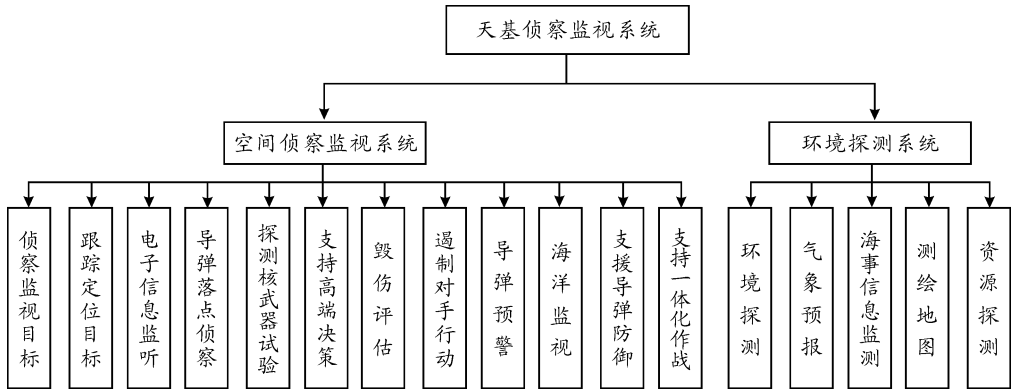 天基侦察监视系统
空间侦察监视系统
环境探测系统
侦察监视目标
跟踪定位目标
电子信息监听
导弹落点侦察
探测核武器试验
支持高端决策
毁伤评估
遏制对手行动
导弹预警
海洋监视
支援导弹防御
支持一体化作战
环境探测
气象预报
海事信息监测
测绘地图
资源探测